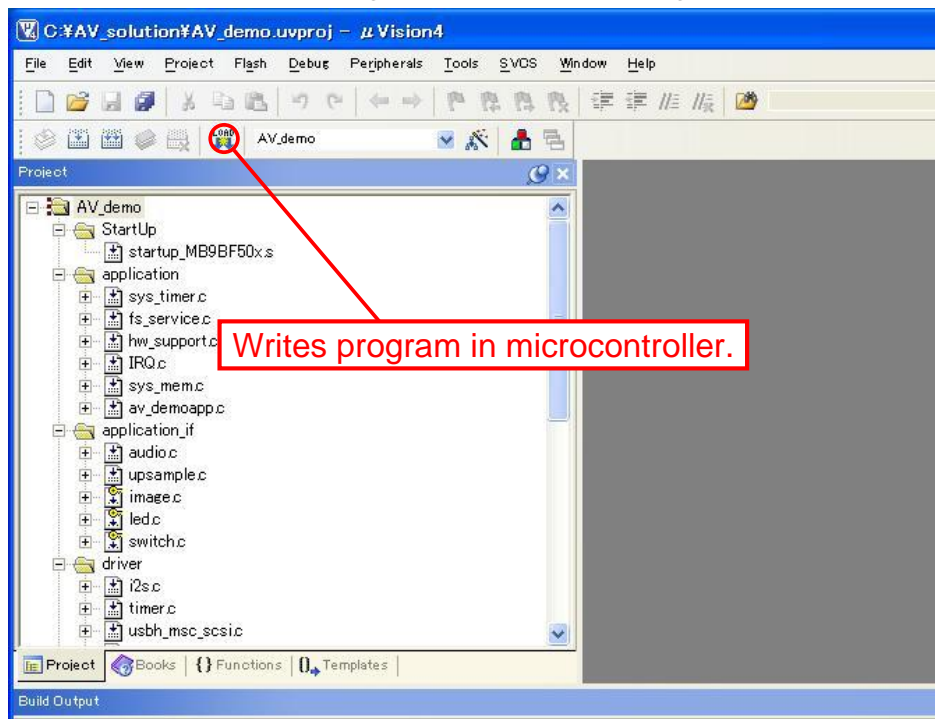 C:¥AV_solution¥AV_demo.uvproj - µVision4
File Edit View Project Flash Debug Peripherals Tools SVCS Window Help
LOAD AV_demo
Project
AV_demo
StartUp
startup_MB9BF50x.s
application
sys_timer.c
fs_service.c
hw_support.c
IRQ.c
sys_mem.c
av_demoapp.c
application_if
audio.c
upsample.c
image.c
led.c
switch.c
driver
i2s.c
timer.c
usbh_msc_scsi.c
Writes program in microcontroller.
Project Books {} Functions 0 Templates
Build Output